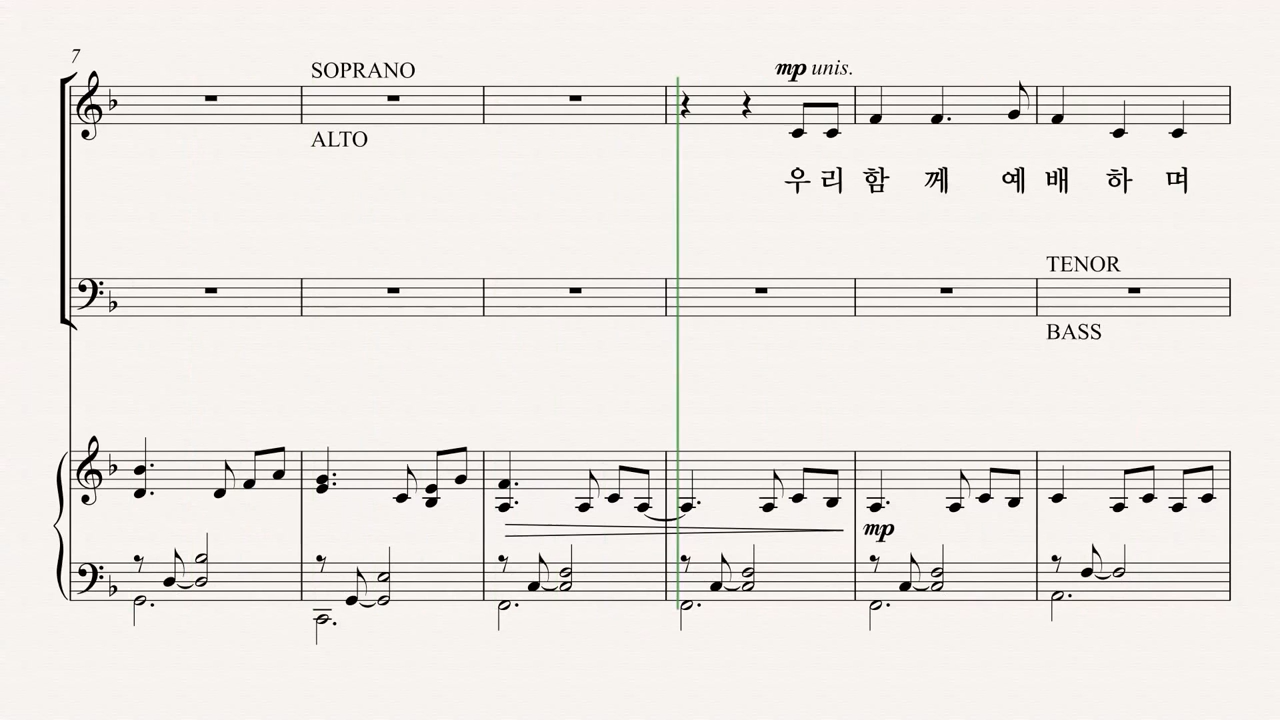 7
SOPRANO
mp unis.
ALTO
우 리 함 께 예 배 하 며
TENOR
BASS
mp